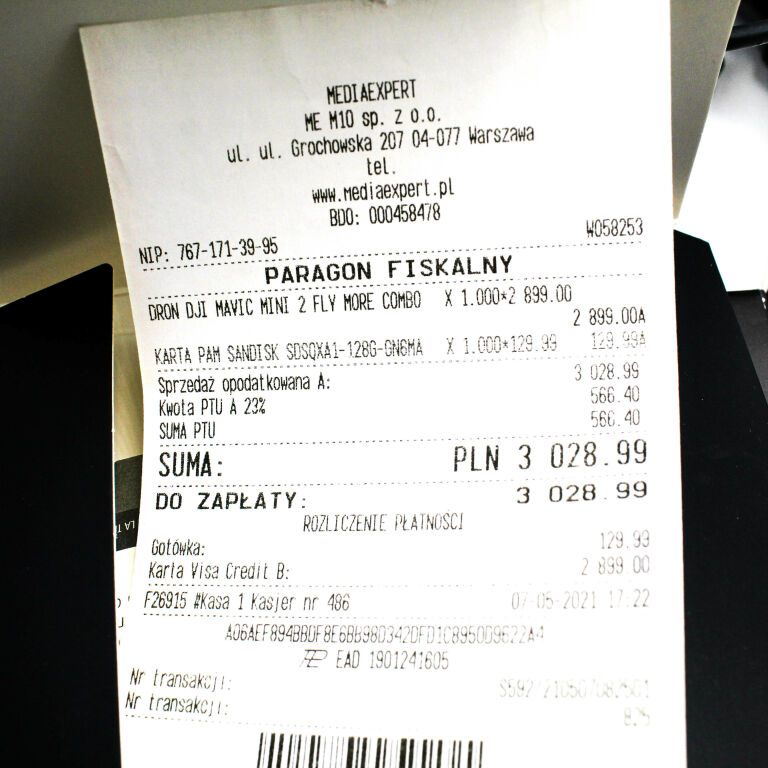 MEDIAEXPERT
ME M10 sp. z o.o.
ul. ul. Grochowska 207 04-077 Warszawa
tel.
www.mediaexpert.pl
BDO: 000458478
NIP: 767-171-39-95 W058253
PARAGON FISKALNY
DRON DJI MAVIC MINI 2 FLY MORE COMBO X 1.000*2 899.00
2 899.00A
KARTA PAM SANDISK SDSQXA1-128G-GN6MA X 1.000*129.99 129.99A
Sprzedaż opodatkowana A: 3 028.99
Kwota PTU A 23% 566.40
SUMA PTU 566.40
SUMA: PLN 3 028.99
DO ZAPŁATY: 3 028.99
ROZLICZENIE PŁATNOŚCI
Gotówka: 129.99
Karta Visa Credit B: 2 899.00
F26915 #Kasa 1 Kasjer nr 486 07-05-2021 17:22
A06AEF894BBDF8E6BB98D342DFD1C8950D9622A4
EAD 1901241605
Nr transakcji:
Nr transakcji: 825